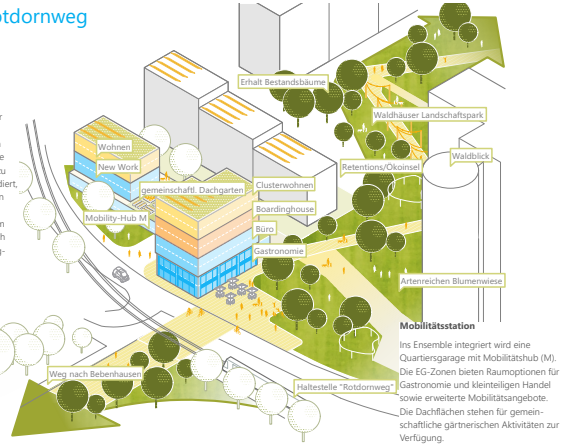 otdornweg
Erhalt Bestandsbäume
Waldhäuser Landschaftspark
Wohnen
New Work
Waldblick
Retentions/Ökoinsel
Clusterwohnen
gemeinschaftl. Dachgarten
Boardinghouse
Mobility-Hub M
Büro
Gastronomie
Artenreichen Blumenwiese
Weg nach Bebenhausen
Haltestelle "Rotdornweg"
Mobilitätsstation
Ins Ensemble integriert wird eine
Quartiersgarage mit Mobilitätshub (M).
Die EG-Zonen bieten Raumoptionen für
Gastronomie und kleinteiligen Handel
sowie erweiterte Mobilitätsangebote.
Die Dachflächen stehen für gemein-
schaftliche gärtnerischen Aktivitäten zur
Verfügung.